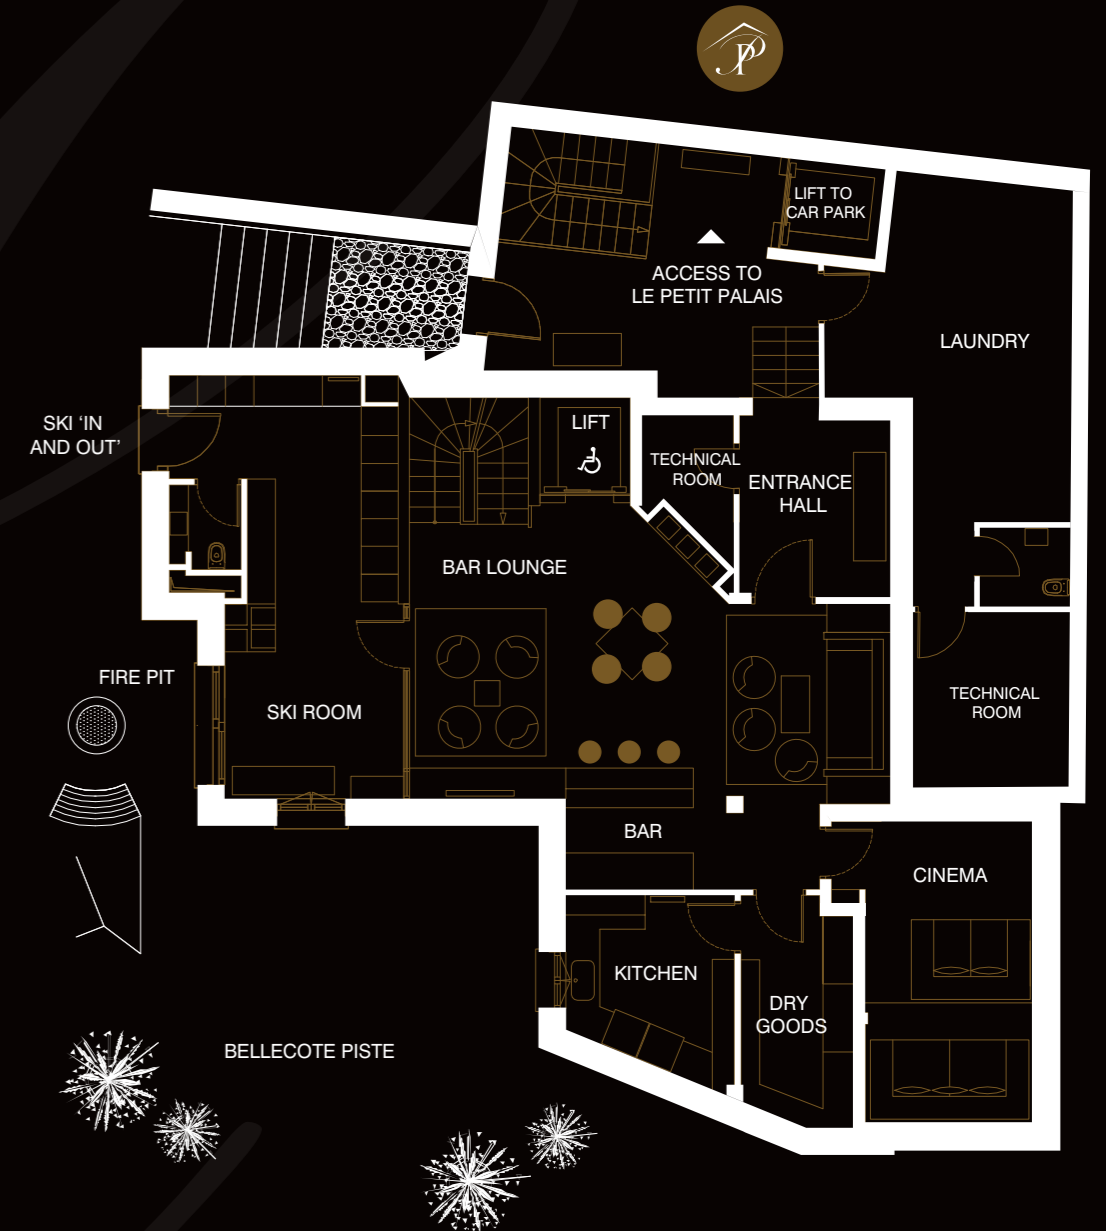 P
LIFT TO
CAR PARK
ACCESS TO
LE PETIT PALAIS
LAUNDRY
SKI ‘IN
AND OUT’
LIFT
TECHNICAL
ROOM
ENTRANCE
HALL
BAR LOUNGE
FIRE PIT
SKI ROOM
TECHNICAL
ROOM
BAR
CINEMA
KITCHEN
DRY
GOODS
BELLECOTE PISTE